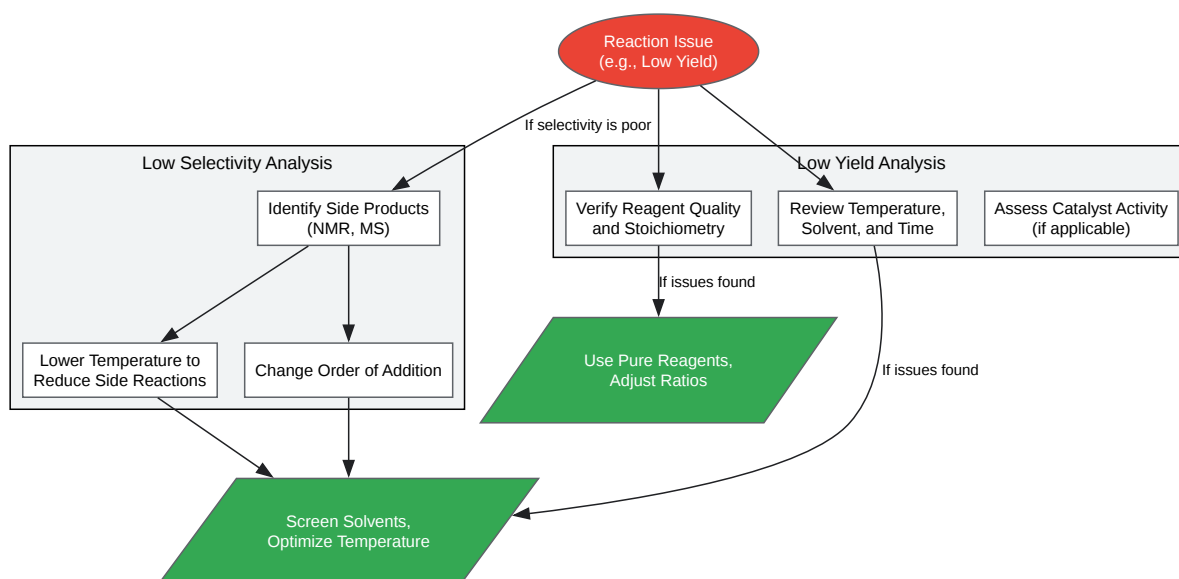 Reaction Issue
(e.g., Low Yield)
If selectivity is poor
Low Selectivity Analysis
Low Yield Analysis
Identify Side Products
(NMR, MS)
Verify Reagent Quality
and Stoichiometry
Review Temperature,
Solvent, and Time
Assess Catalyst Activity
(if applicable)
If issues found
Lower Temperature to
Reduce Side Reactions
Change Order of Addition
Use Pure Reagents,
Adjust Ratios
If issues found
Screen Solvents,
Optimize Temperature